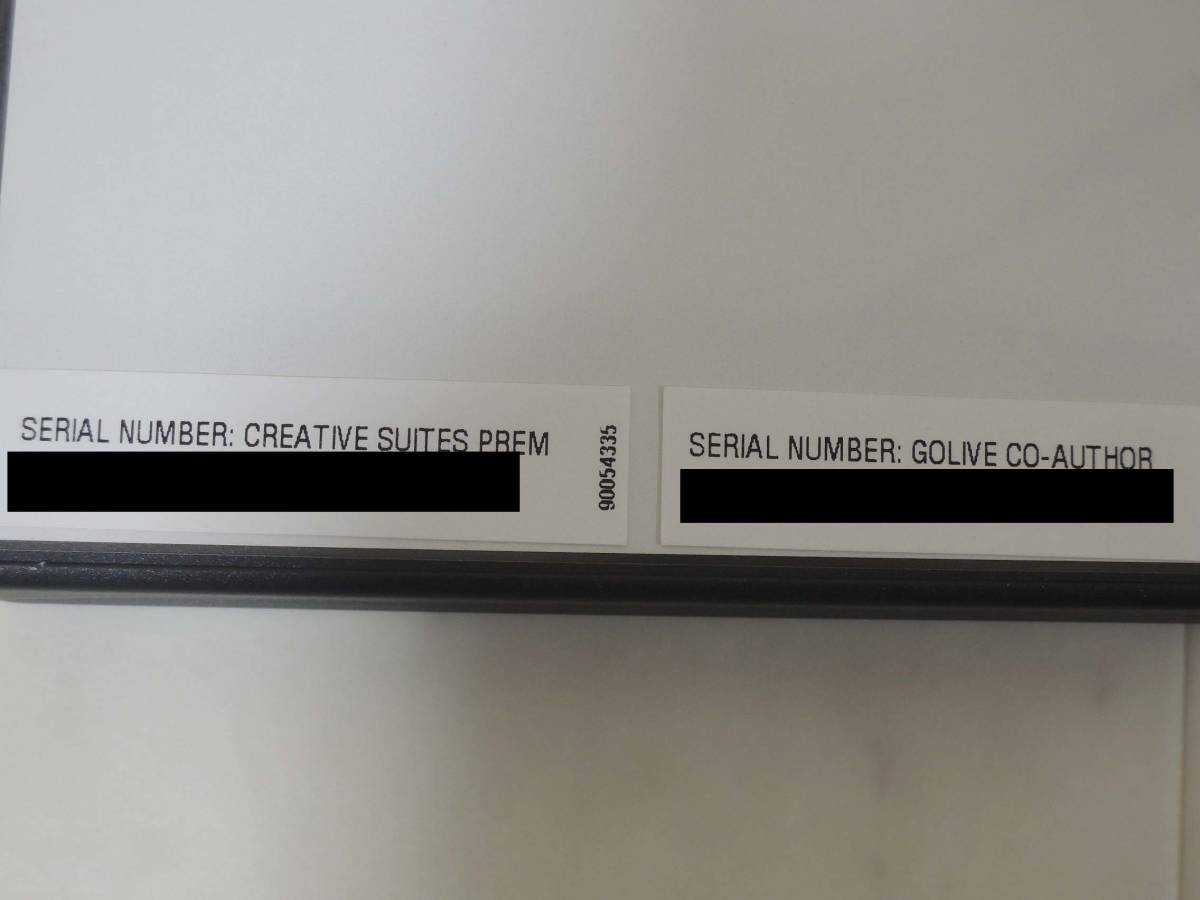 SERIAL NUMBER: CREATIVE SUITES PREM
90054335
SERIAL NUMBER: GOLIVE CO-AUTHOR